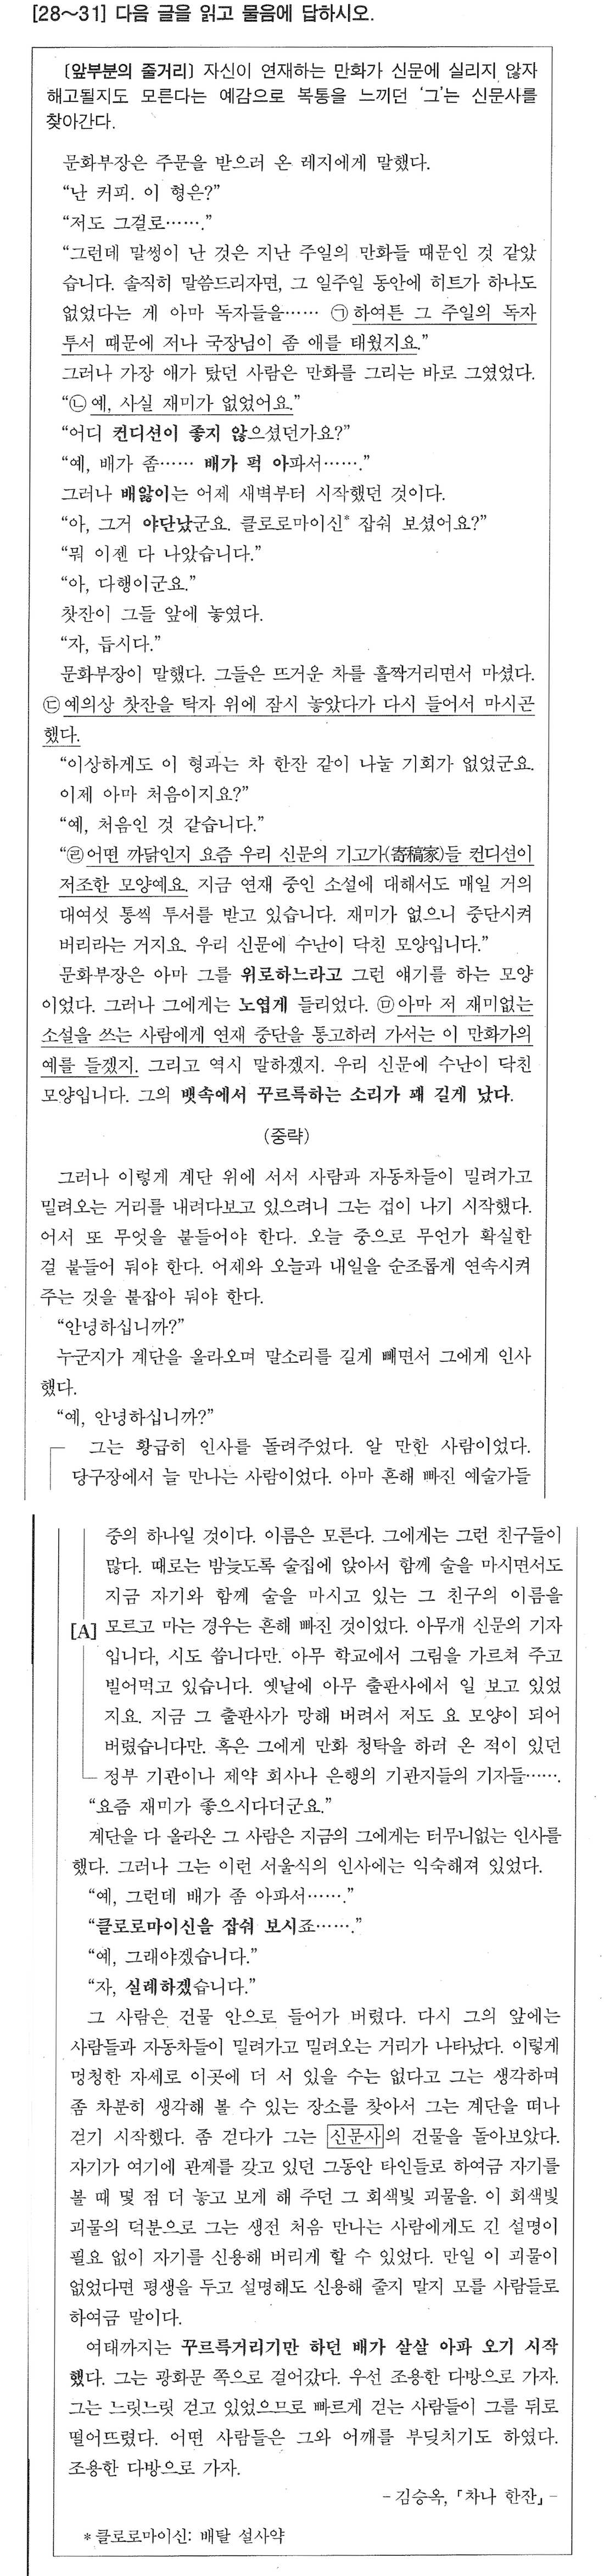 [28～31] 다음 글을 읽고 물음에 답하시오.
〔앞부분의 줄거리〕 자신이 연재하는 만화가 신문에 실리지 않자
해고될지도 모른다는 예감으로 복통을 느끼던 ‘그’는 신문사를
찾아간다.
문화부장은 주문을 받으러 온 레지에게 말했다.
“난 커피. 이 형은?”
“저도 그걸로…….”
“그런데 말썽이 난 것은 지난 주일의 만화들 때문인 것 같았
습니다. 솔직히 말씀드리자면, 그 일주일 동안에 히트가 하나도
없었다는 게 아마 독자들을…… ㉠하여튼 그 주일의 독자
투서 때문에 저나 국장님이 좀 애를 태웠지요.”
그러나 가장 애가 탔던 사람은 만화를 그리는 바로 그였었다.
“㉡예, 사실 재미가 없었어요.”
“어디 컨디션이 좋지 않으셨던가요?”
“예, 배가 좀…… 배가 퍽 아파서…….”
그러나 배앓이는 어제 새벽부터 시작했던 것이다.
“아, 그거 야단났군요. 클로로마이신* 잡숴 보셨어요?”
“뭐 이젠 다 나았습니다.”
“아, 다행이군요.”
찻잔이 그들 앞에 놓였다.
“자, 듭시다.”
문화부장이 말했다. 그들은 뜨거운 차를 홀짝거리면서 마셨다.
㉢예의상 찻잔을 탁자 위에 잠시 놓았다가 다시 들어서 마시곤
했다.
“이상하게도 이 형과는 차 한잔 같이 나눌 기회가 없었군요.
이제 아마 처음이지요?”
“예, 처음인 것 같습니다.”
“㉣어떤 까닭인지 요즘 우리 신문의 기고가(寄稿家)들 컨디션이
저조한 모양예요. 지금 연재 중인 소설에 대해서도 매일 거의
대여섯 통씩 투서를 받고 있습니다. 재미가 없으니 중단시켜
버리라는 거지요. 우리 신문에 수난이 닥친 모양입니다.”
문화부장은 아마 그를 위로하느라고 그런 얘기를 하는 모양
이었다. 그러나 그에게는 노엽게 들리었다. ㉤아마 저 재미없는
소설을 쓰는 사람에게 연재 중단을 통고하러 가서는 이 만화가의
예를 들겠지. 그리고 역시 말하겠지. 우리 신문에 수난이 닥친
모양입니다. 그의 뱃속에서 꾸르륵하는 소리가 꽤 길게 났다.
(중략)
그러나 이렇게 계단 위에 서서 사람과 자동차들이 밀려가고
밀려오는 거리를 내려다보고 있으려니 그는 겁이 나기 시작했다.
어서 또 무엇을 붙들어야 한다. 오늘 중으로 무언가 확실한
걸 붙들어 둬야 한다. 어제와 오늘과 내일을 순조롭게 연속시켜
주는 것을 붙잡아 둬야 한다.
“안녕하십니까?”
누군지가 계단을 올라오며 말소리를 길게 빼면서 그에게 인사
했다.
“예, 안녕하십니까?”
그는 황급히 인사를 돌려주었다. 알 만한 사람이었다.
당구장에서 늘 만나는 사람이었다. 아마 흔해 빠진 예술가들
중의 하나일 것이다. 이름은 모른다. 그에게는 그런 친구들이
많다. 때로는 밤늦도록 술집에 앉아서 함께 술을 마시면서도
지금 자기와 함께 술을 마시고 있는 그 친구의 이름을
[A] 모르고 마는 경우는 흔해 빠진 것이었다. 아무개 신문의 기자
입니다, 시도 씁니다만. 아무 학교에서 그림을 가르쳐 주고
빌어먹고 있습니다. 옛날에 아무 출판사에서 일 보고 있었
지요. 지금 그 출판사가 망해 버려서 저도 요 모양이 되어
버렸습니다만. 혹은 그에게 만화 청탁을 하러 온 적이 있던
정부 기관이나 제약 회사나 은행의 기관지들의 기자들…….
“요즘 재미가 좋으시다더군요.”
계단을 다 올라온 그 사람은 지금의 그에게는 터무니없는 인사를
했다. 그러나 그는 이런 서울식의 인사에는 익숙해져 있었다.
“예, 그런데 배가 좀 아파서…….”
“클로로마이신을 잡숴 보시죠…….”
“예, 그래야겠습니다.”
“자, 실례하겠습니다.”
그 사람은 건물 안으로 들어가 버렸다. 다시 그의 앞에는
사람들과 자동차들이 밀려가고 밀려오는 거리가 나타났다. 이렇게
멍청한 자세로 이곳에 더 서 있을 수는 없다고 그는 생각하며
좀 차분히 생각해 볼 수 있는 장소를 찾아서 그는 계단을 떠나
걷기 시작했다. 좀 걷다가 그는 신문사의 건물을 돌아보았다.
자기가 여기에 관계를 갖고 있던 그동안 타인들로 하여금 자기를
볼 때 몇 점 더 놓고 보게 해 주던 그 회색빛 괴물을. 이 회색빛
괴물의 덕분으로 그는 생전 처음 만나는 사람에게도 긴 설명이
필요 없이 자기를 신용해 버리게 할 수 있었다. 만일 이 괴물이
없었다면 평생을 두고 설명해도 신용해 줄지 말지 모를 사람들로
하여금 말이다.
여태까지는 꾸르륵거리기만 하던 배가 살살 아파 오기 시작
했다. 그는 광화문 쪽으로 걸어갔다. 우선 조용한 다방으로 가자.
그는 느릿느릿 걷고 있었으므로 빠르게 걷는 사람들이 그를 뒤로
떨어뜨렸다. 어떤 사람들은 그와 어깨를 부딪치기도 하였다.
조용한 다방으로 가자.
- 김승옥, 「차나 한잔」 -
* 클로로마이신: 배탈 설사약